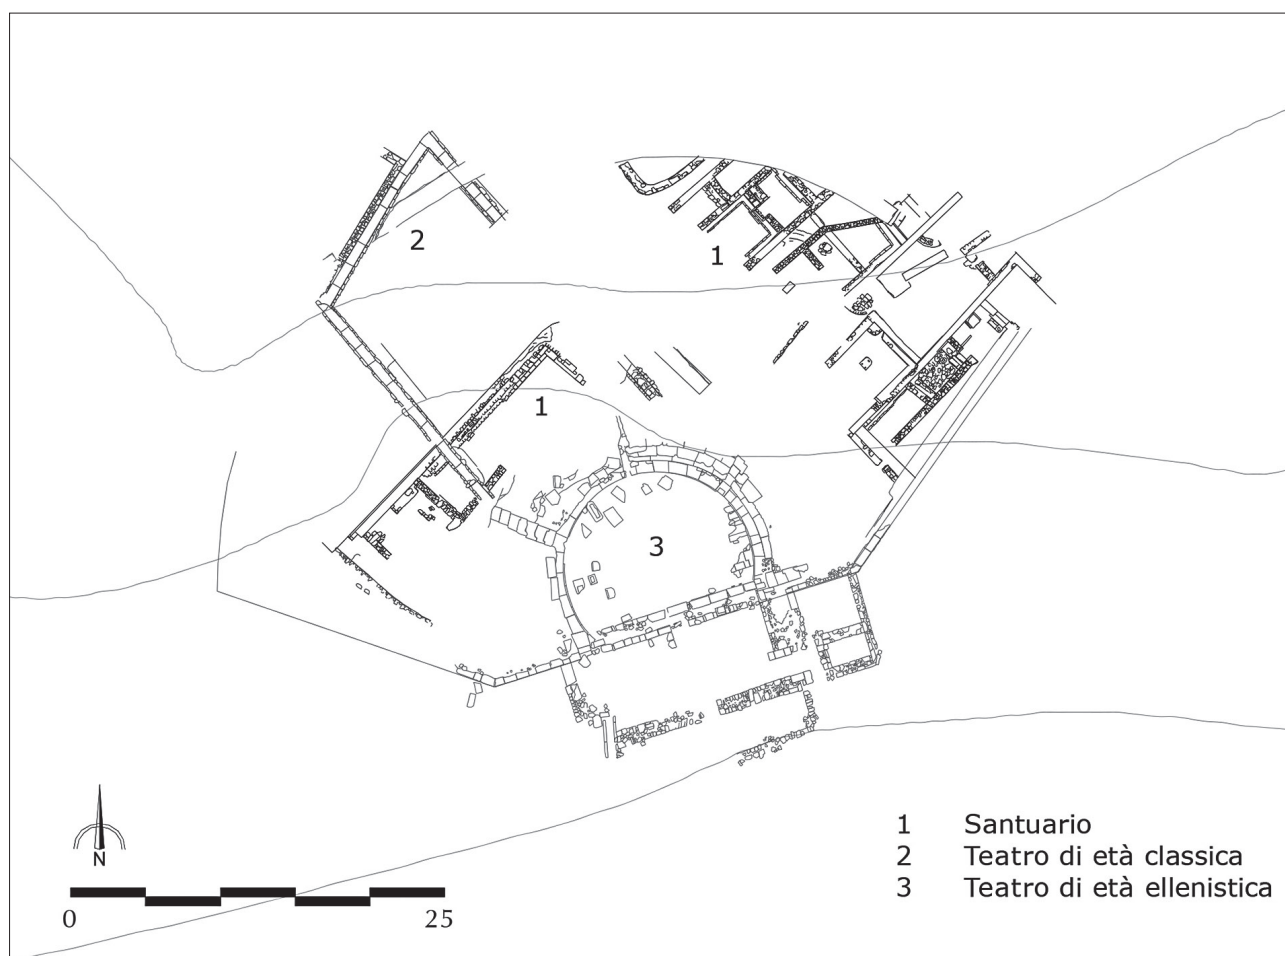 2
1
1
3
N
0 25
1 Santuario
2 Teatro di età classica
3 Teatro di età ellenistica